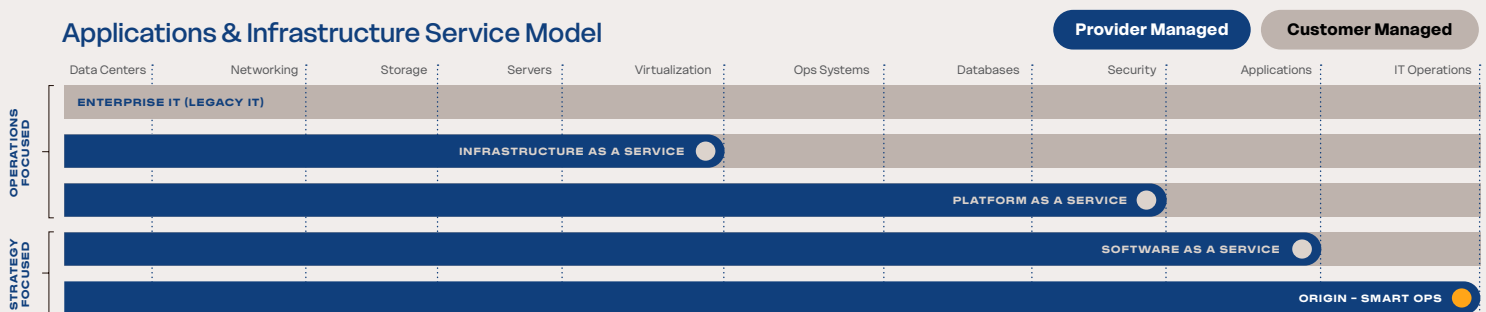 Applications & Infrastructure Service Model
Provider Managed
Customer Managed
Data Centers
Networking
Storage
Servers
Virtualization
Ops Systems
Databases
Security
Applications
IT Operations
OPERATIONS
FOCUSED
ENTERPRISE IT (LEGACY IT)
INFRASTRUCTURE AS A SERVICE
PLATFORM AS A SERVICE
STRATEGY
FOCUSED
SOFTWARE AS A SERVICE
ORIGIN - SMART OPS